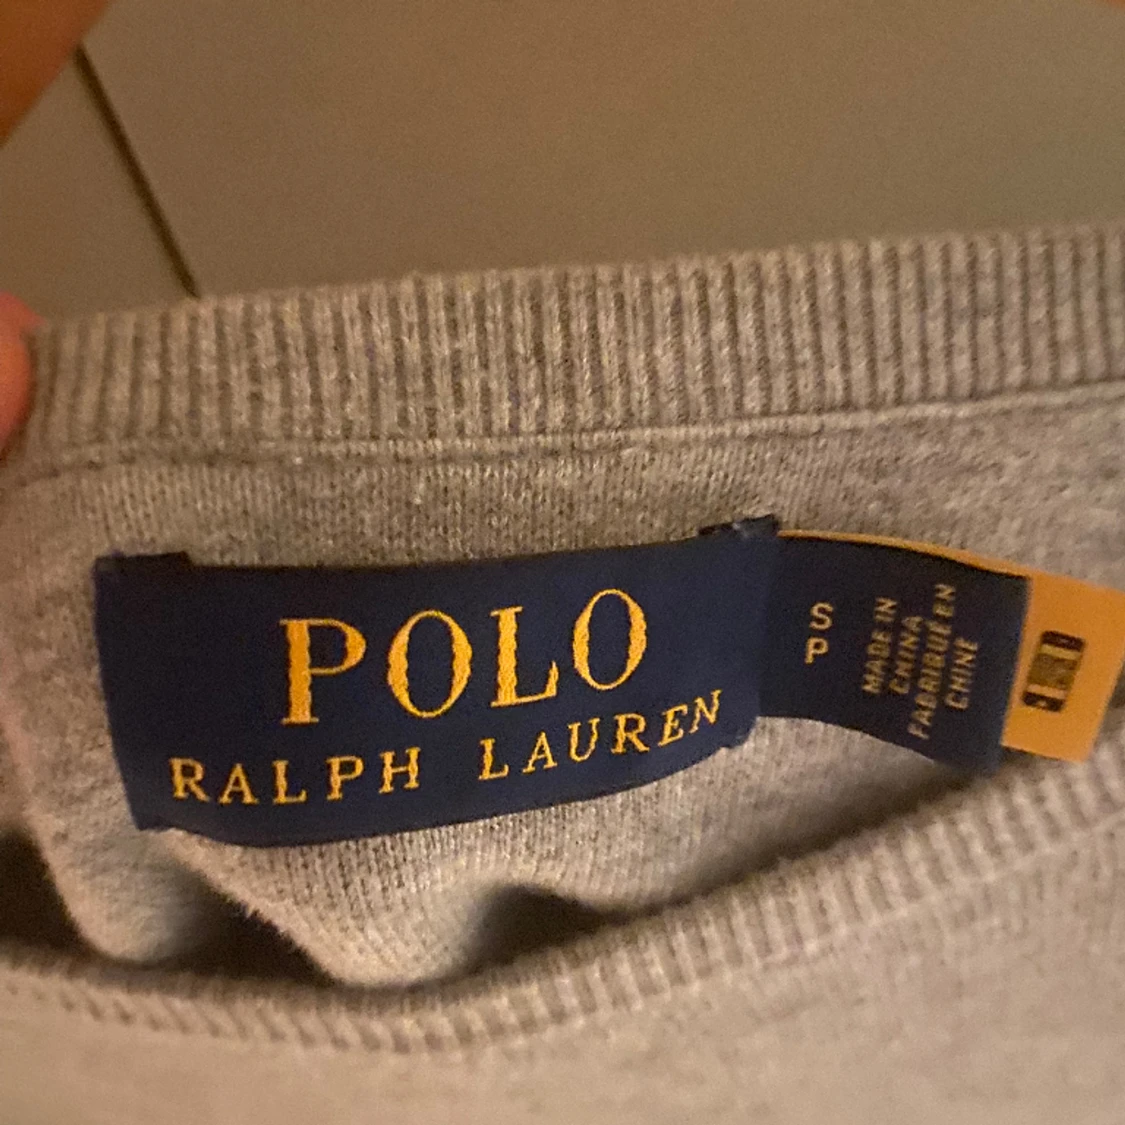 POLO
RALPH LAUREN
S
P
MADE IN
CHINA
FABRIQUÉ EN
CHINE